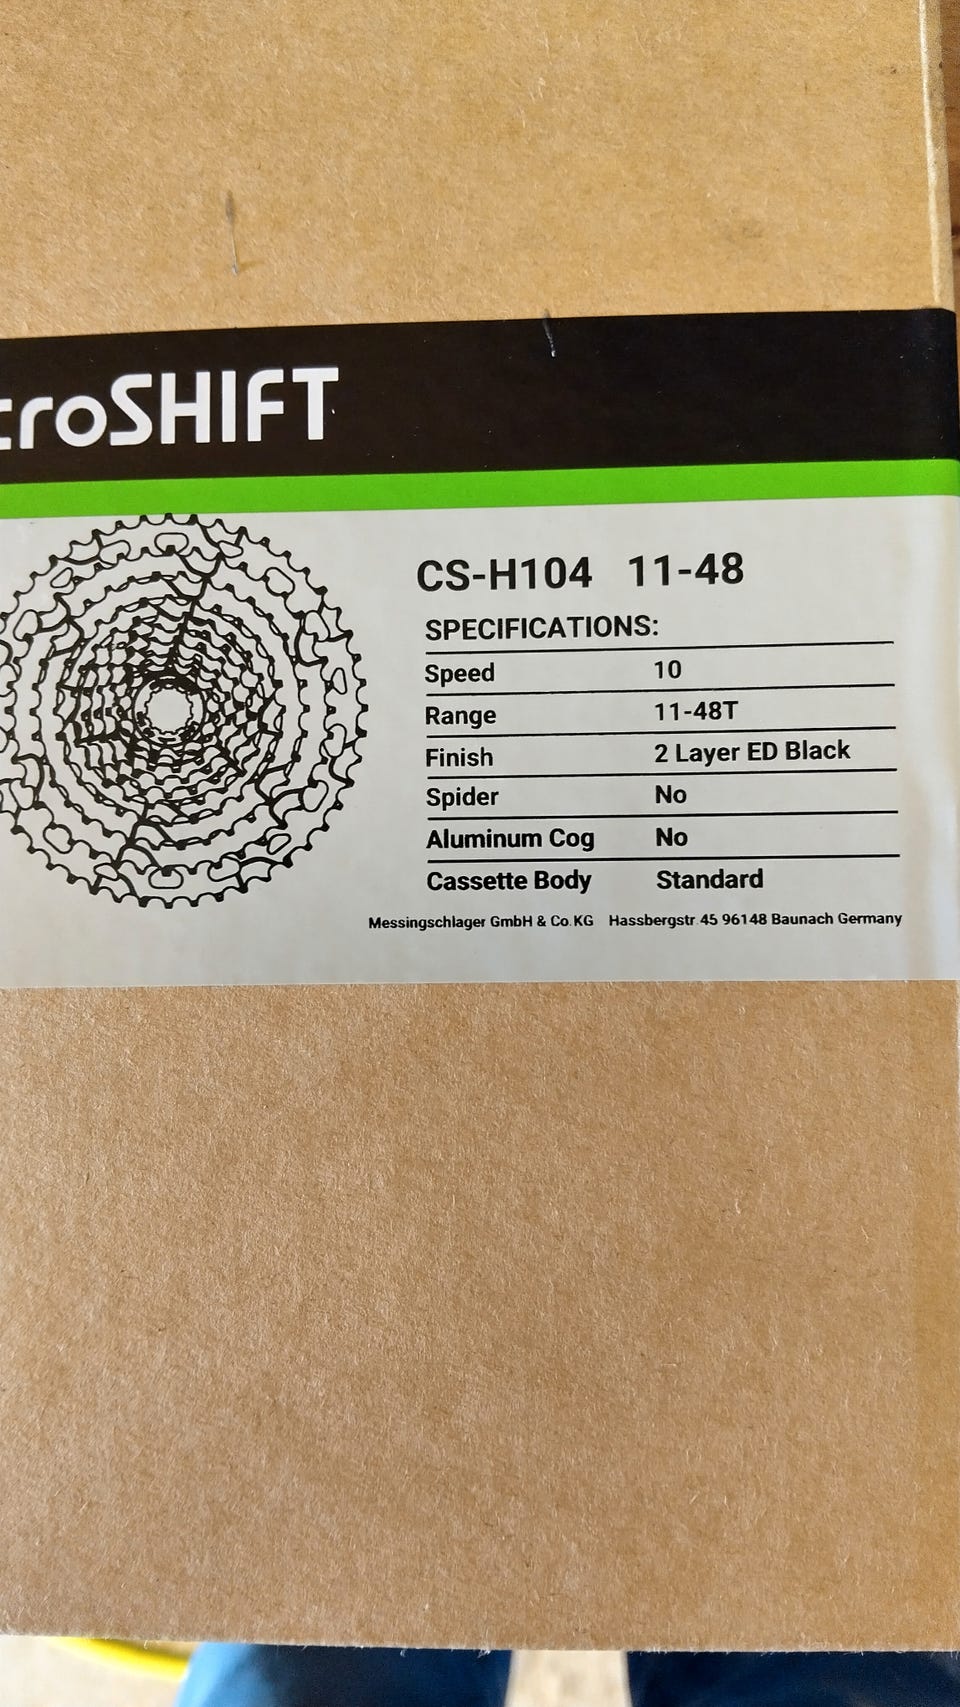 croSHIFT
CS-H104 11-48
SPECIFICATIONS:
Speed 10
Range 11-48T
Finish 2 Layer ED Black
Spider No
Aluminum Cog No
Cassette Body Standard
Messingschlager GmbH & Co.KG Hassbergstr.45 96148 Baunach Germany